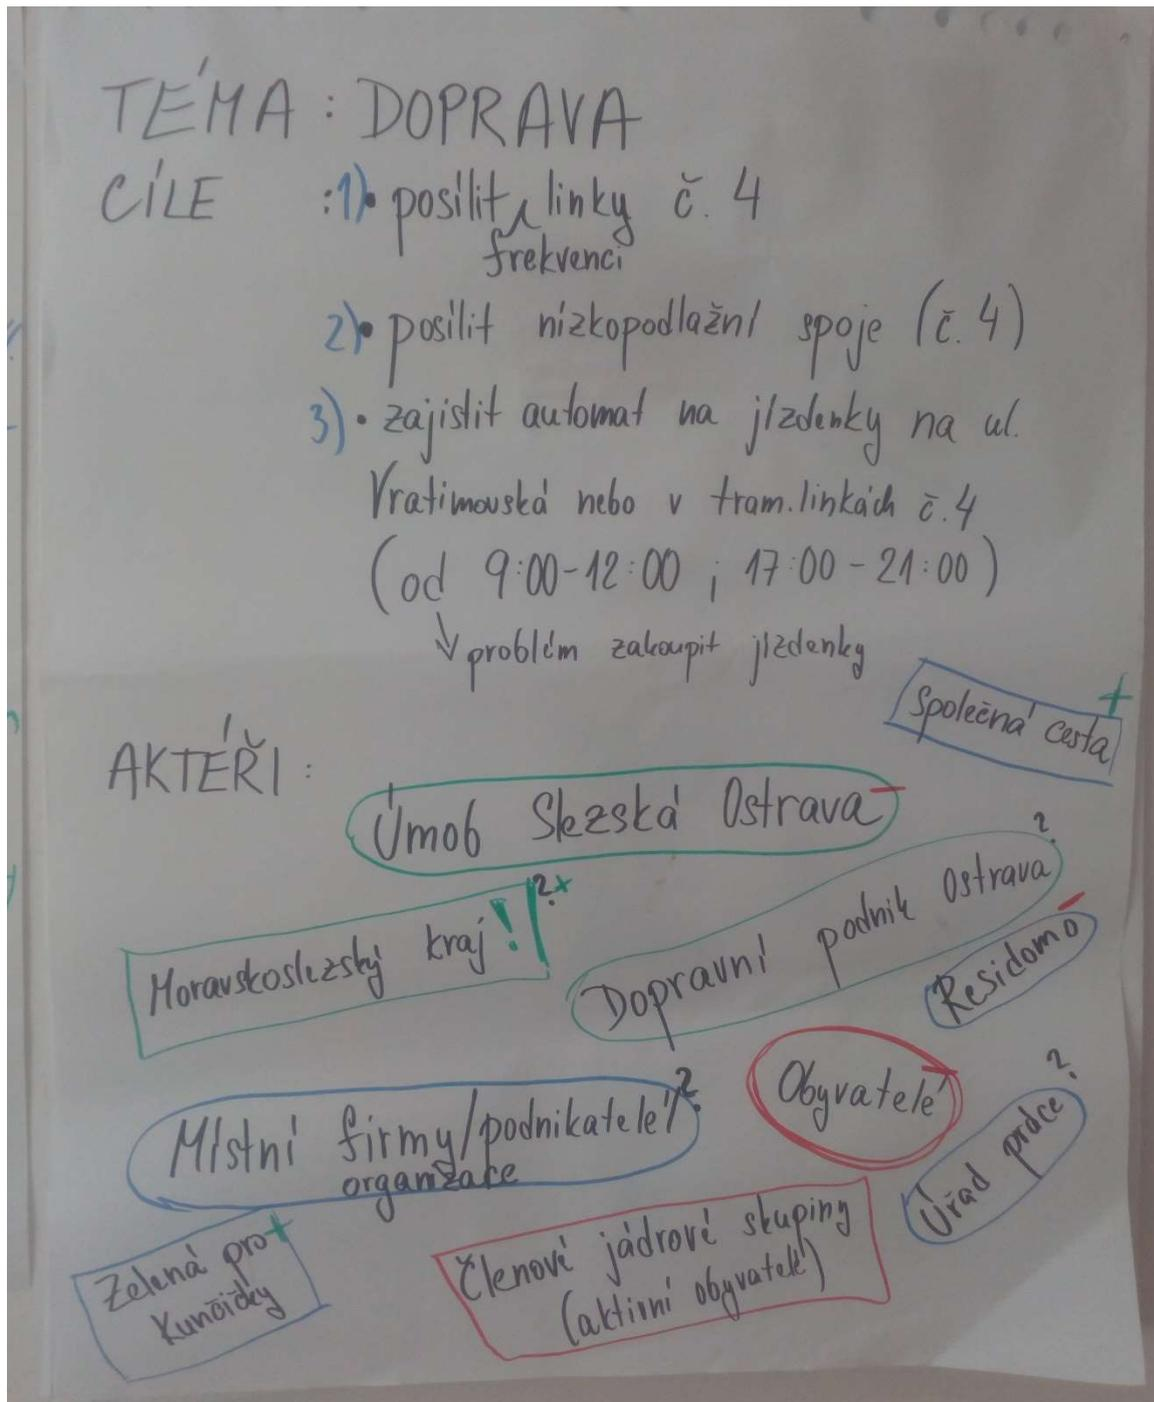 TÉMA : DOPRAVA
CÍLE :1)• posílit linky č. 4
frekvenci
2)• posílit nízkopodlažní spoje (č. 4)
3) • zajistit automat na jízdenky na ul.
Vratimovská nebo v tram. linkách č. 4
(od 9:00-12:00 ; 17:00 - 21:00)
↓ problém zakoupit jízdenky
Společná cesta +
AKTÉŘI :
Úmob Slezská Ostrava -
Moravskoslezský kraj ! ?+
Dopravní podnik Ostrava ?
Residomo -
Místní firmy/podnikatelé/ ?
organizace
Obyvatelé -
Úřad práce ?
Zelená pro +
Kunčičky
Členové jádrové skupiny
(aktivní obyvatelé)